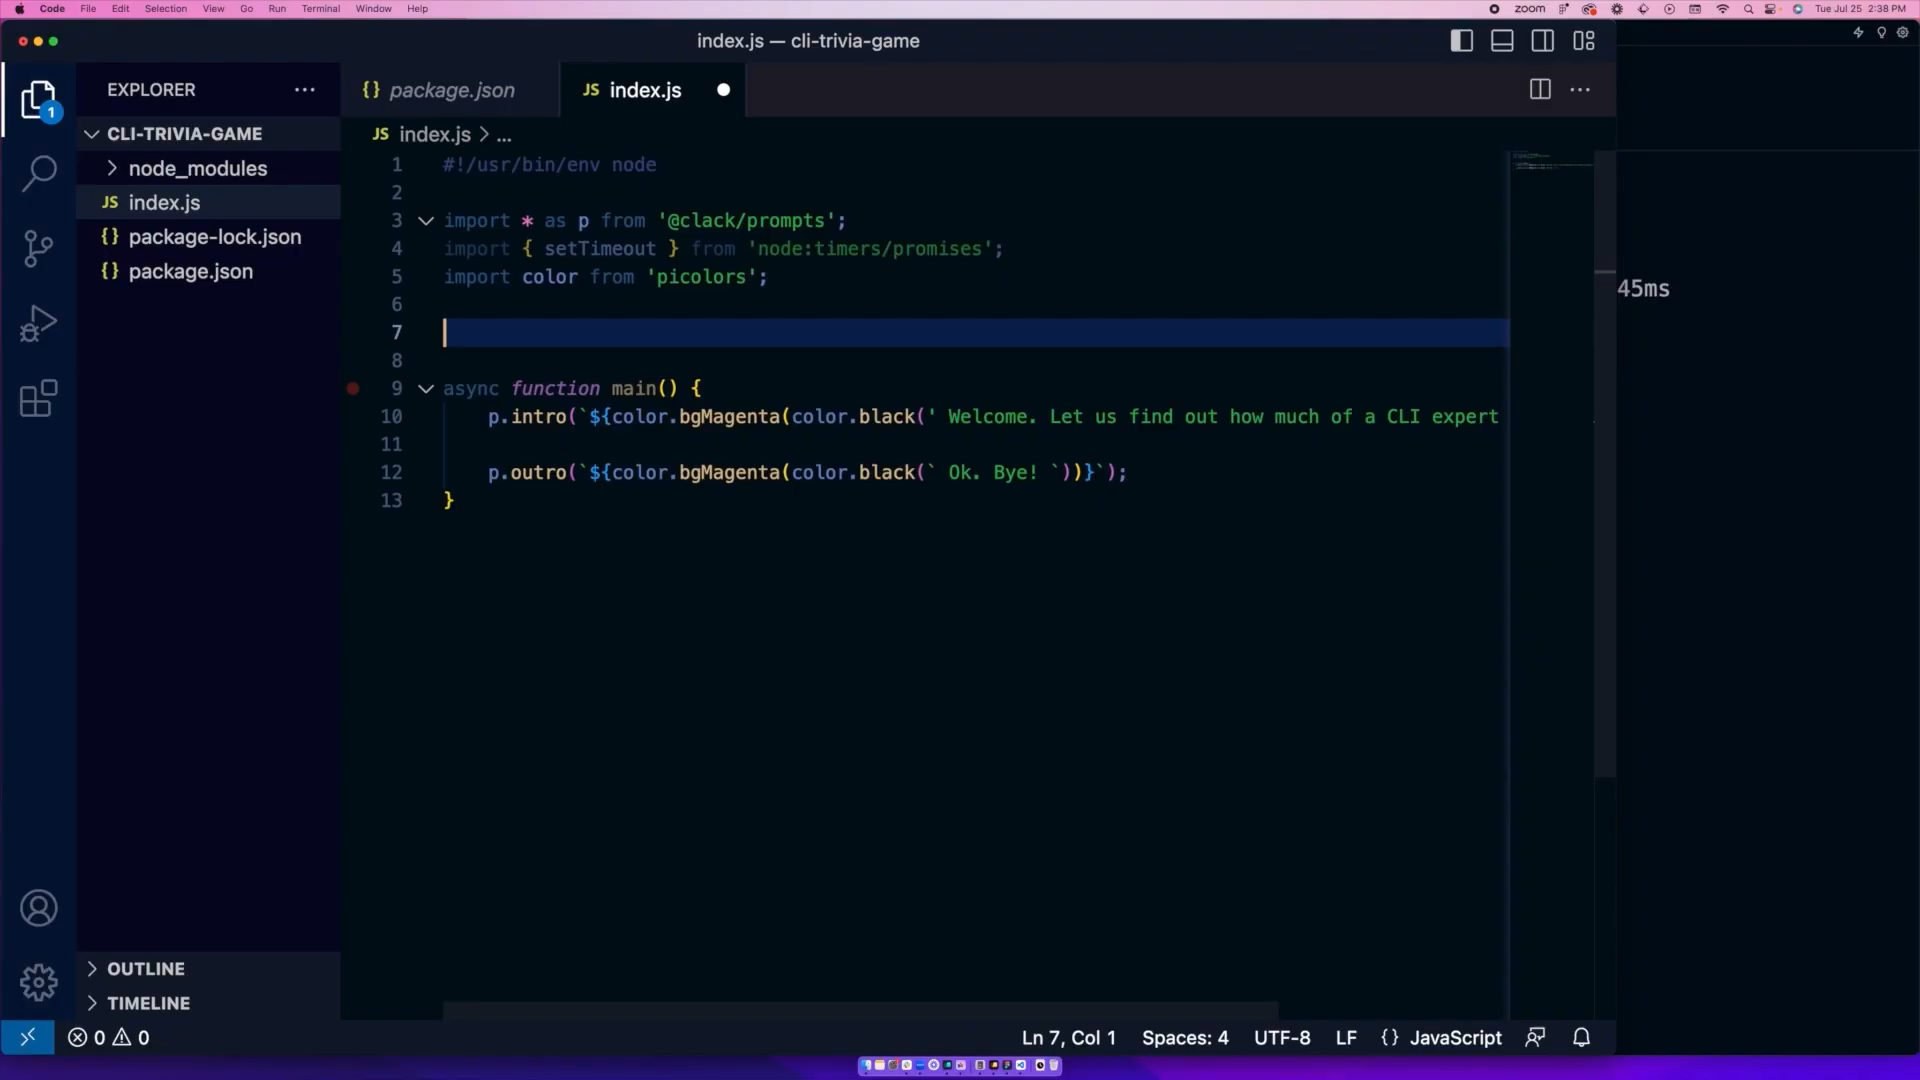 Code File Edit Selection View Go Run Terminal Window Help zoom Tue Jul 25 2:38 PM
index.js — cli-trivia-game
1 EXPLORER ··· {} package.json JS index.js
CLI-TRIVIA-GAME
node_modules
JS index.js
{} package-lock.json
{} package.json
JS index.js > ...
1 #!/usr/bin/env node
2
3 import * as p from '@clack/prompts';
4 import { setTimeout } from 'node:timers/promises';
5 import color from 'picolors';
6
7
8
9 async function main() {
10 p.intro(`${color.bgMagenta(color.black(' Welcome. Let us find out how much of a CLI expert
11
12 p.outro(`${color.bgMagenta(color.black(` Ok. Bye! `))}`);
13 }
45ms
OUTLINE
TIMELINE
0 0 Ln 7, Col 1 Spaces: 4 UTF-8 LF {} JavaScript